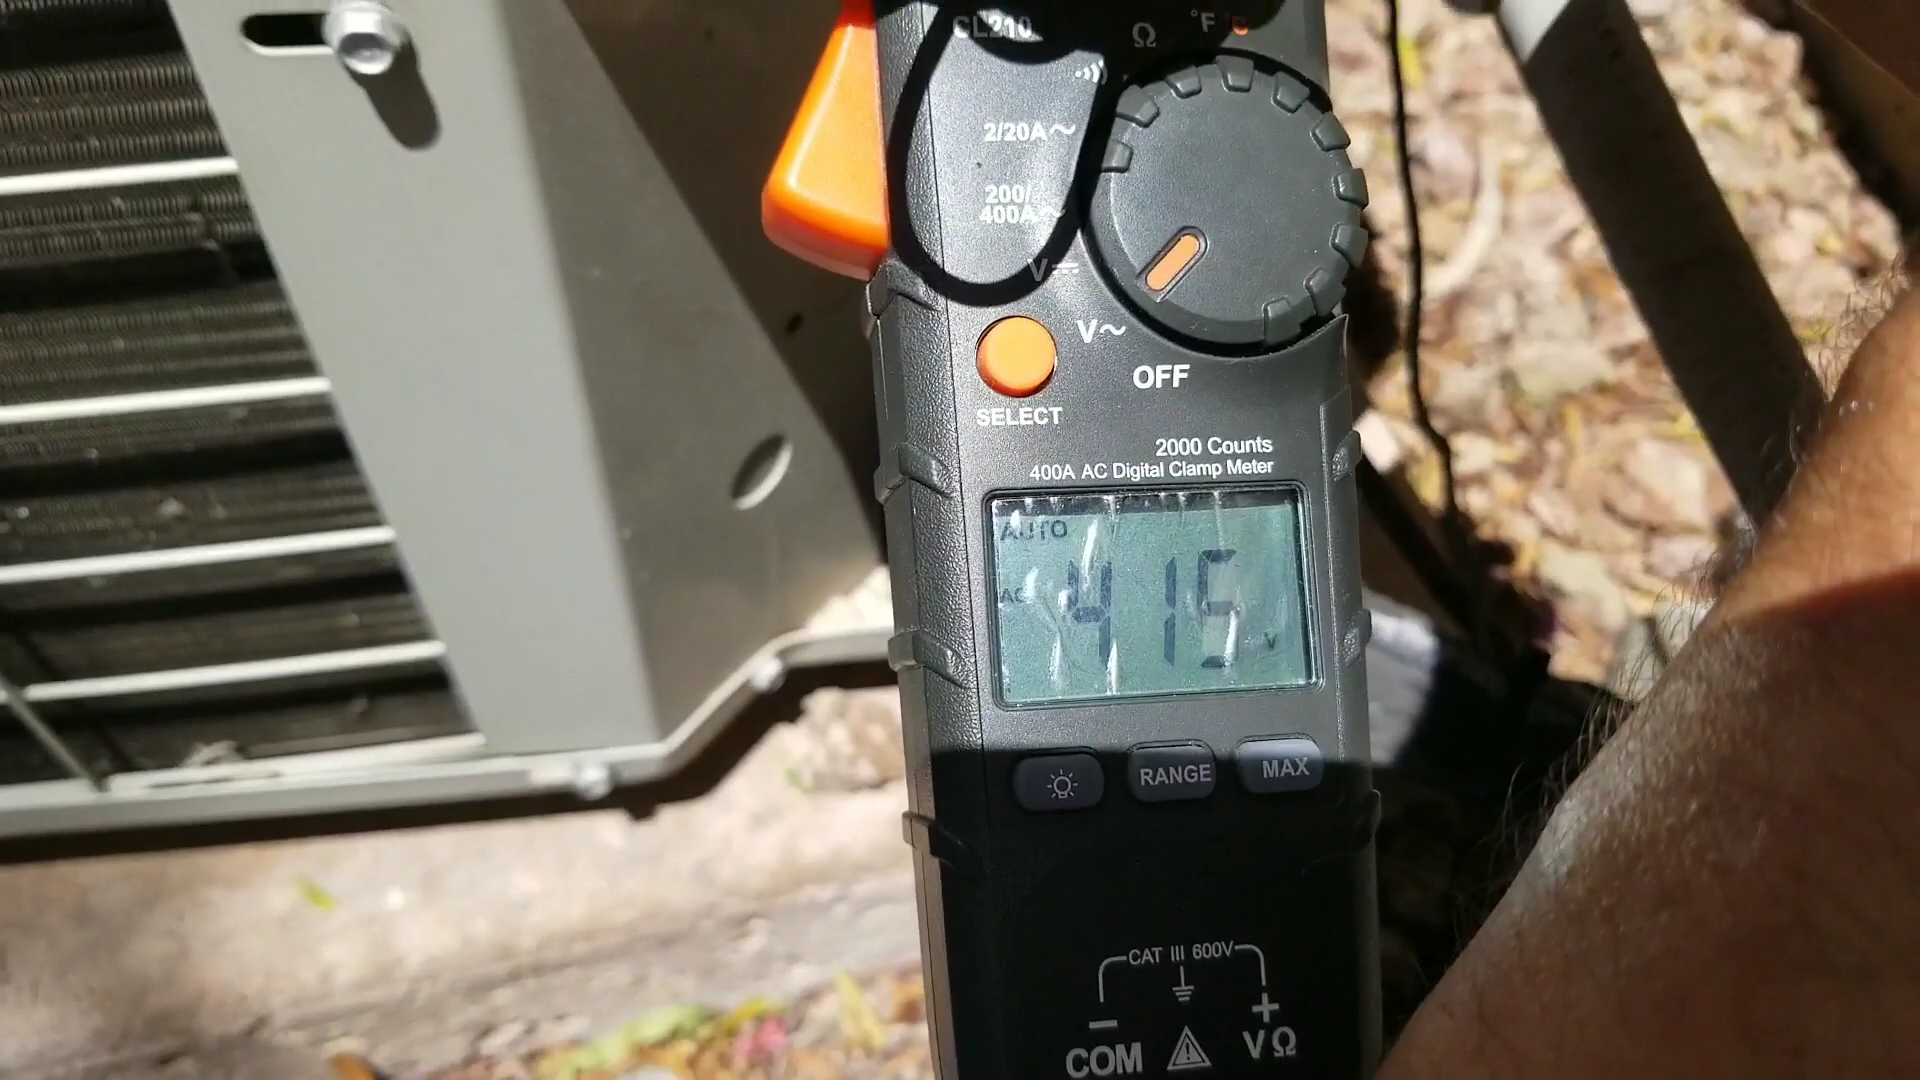 CL210
Ω °F °C
2/20A~
200/
400A~
V⎓
V~
OFF
SELECT
2000 Counts
400A AC Digital Clamp Meter
AUTO
AC 415 V
RANGE MAX
CAT III 600V
− +
COM VΩ